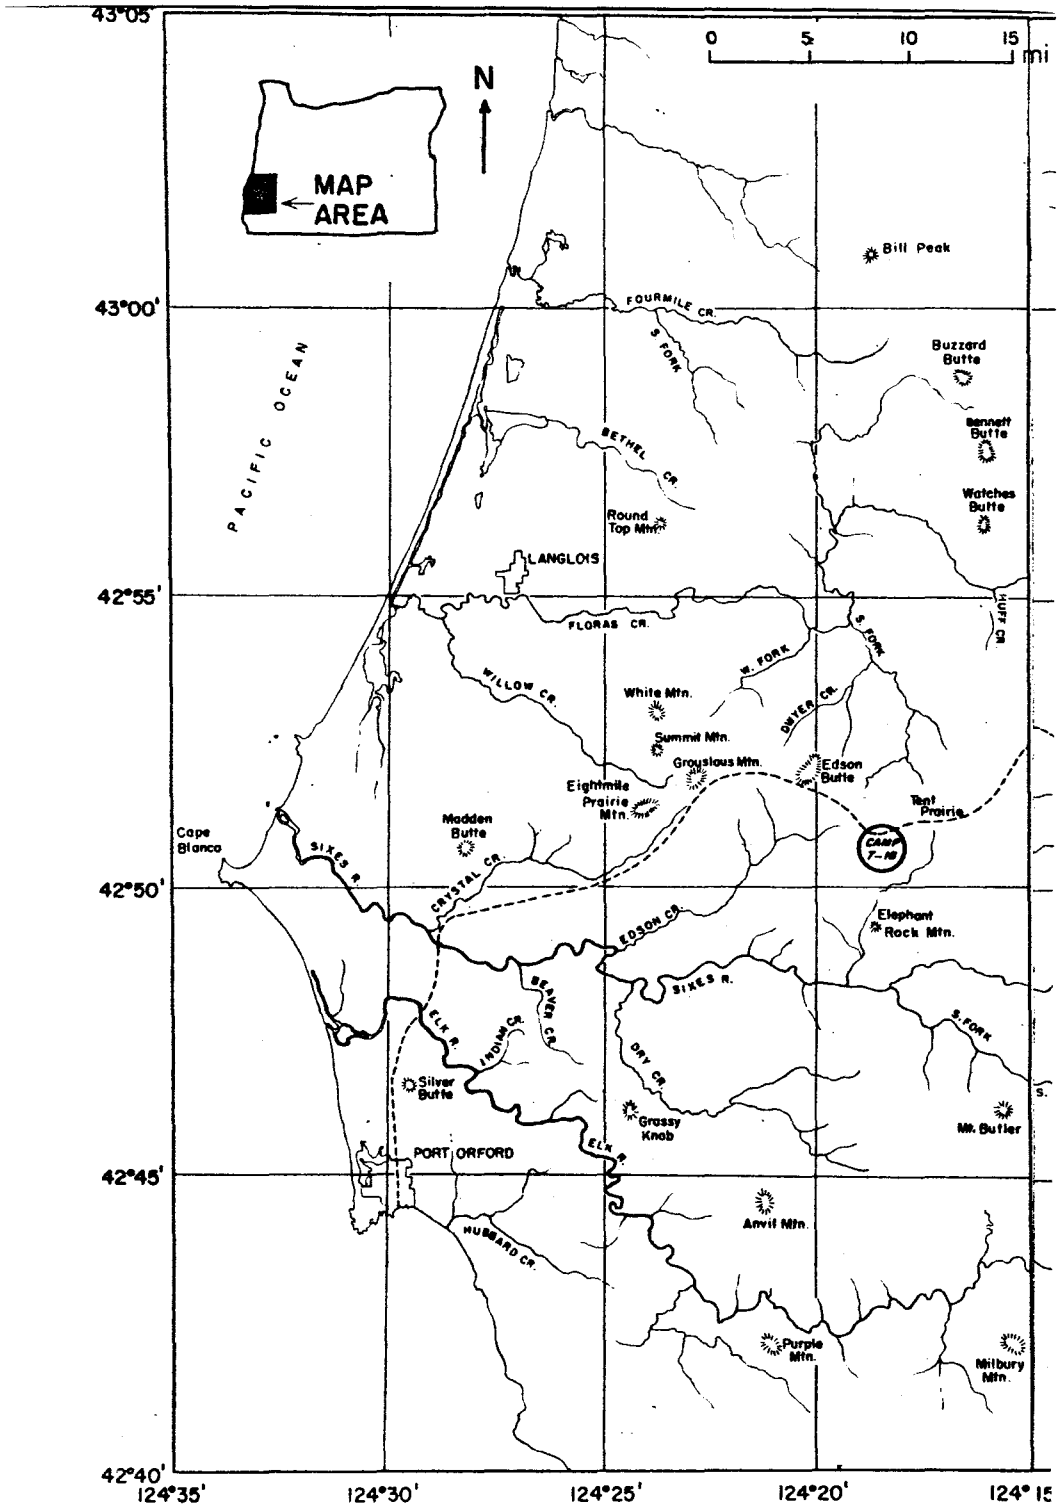 43°05'
0 5 10 15 mi
N
MAP
AREA
Bill Peak
43°00'
FOURMILE CR.
S. FORK
Buzzard
Butte
PACIFIC OCEAN
Bennett
Butte
BETHEL CR.
Watches
Butte
Round
Top Mtn.
LANGLOIS
42°55'
FLORAS CR.
S. FORK
HUFF CR.
W. FORK
WILLOW CR.
DWYER CR.
White Mtn.
Summit Mtn.
Grouslous Mtn.
Edson
Butte
Eightmile
Prairie
Mtn.
Tent
Prairie
Madden
Butte
Cape
Blanco
SIXES R.
CAMP
T-18
CRYSTAL CR.
42°50'
EDSON CR.
Elephant
Rock Mtn.
SIXES R.
BEAVER CR.
S. FORK
ELK R.
INDIAN CR.
DRY CR.
Silver
Butte
S.
Grassy
Knob
Mt. Butler
ELK R.
PORT ORFORD
42°45'
Anvil Mtn.
HUBBARD CR.
Purple
Mtn.
Milbury
Mtn.
42°40'
124°35' 124°30' 124°25' 124°20' 124°15